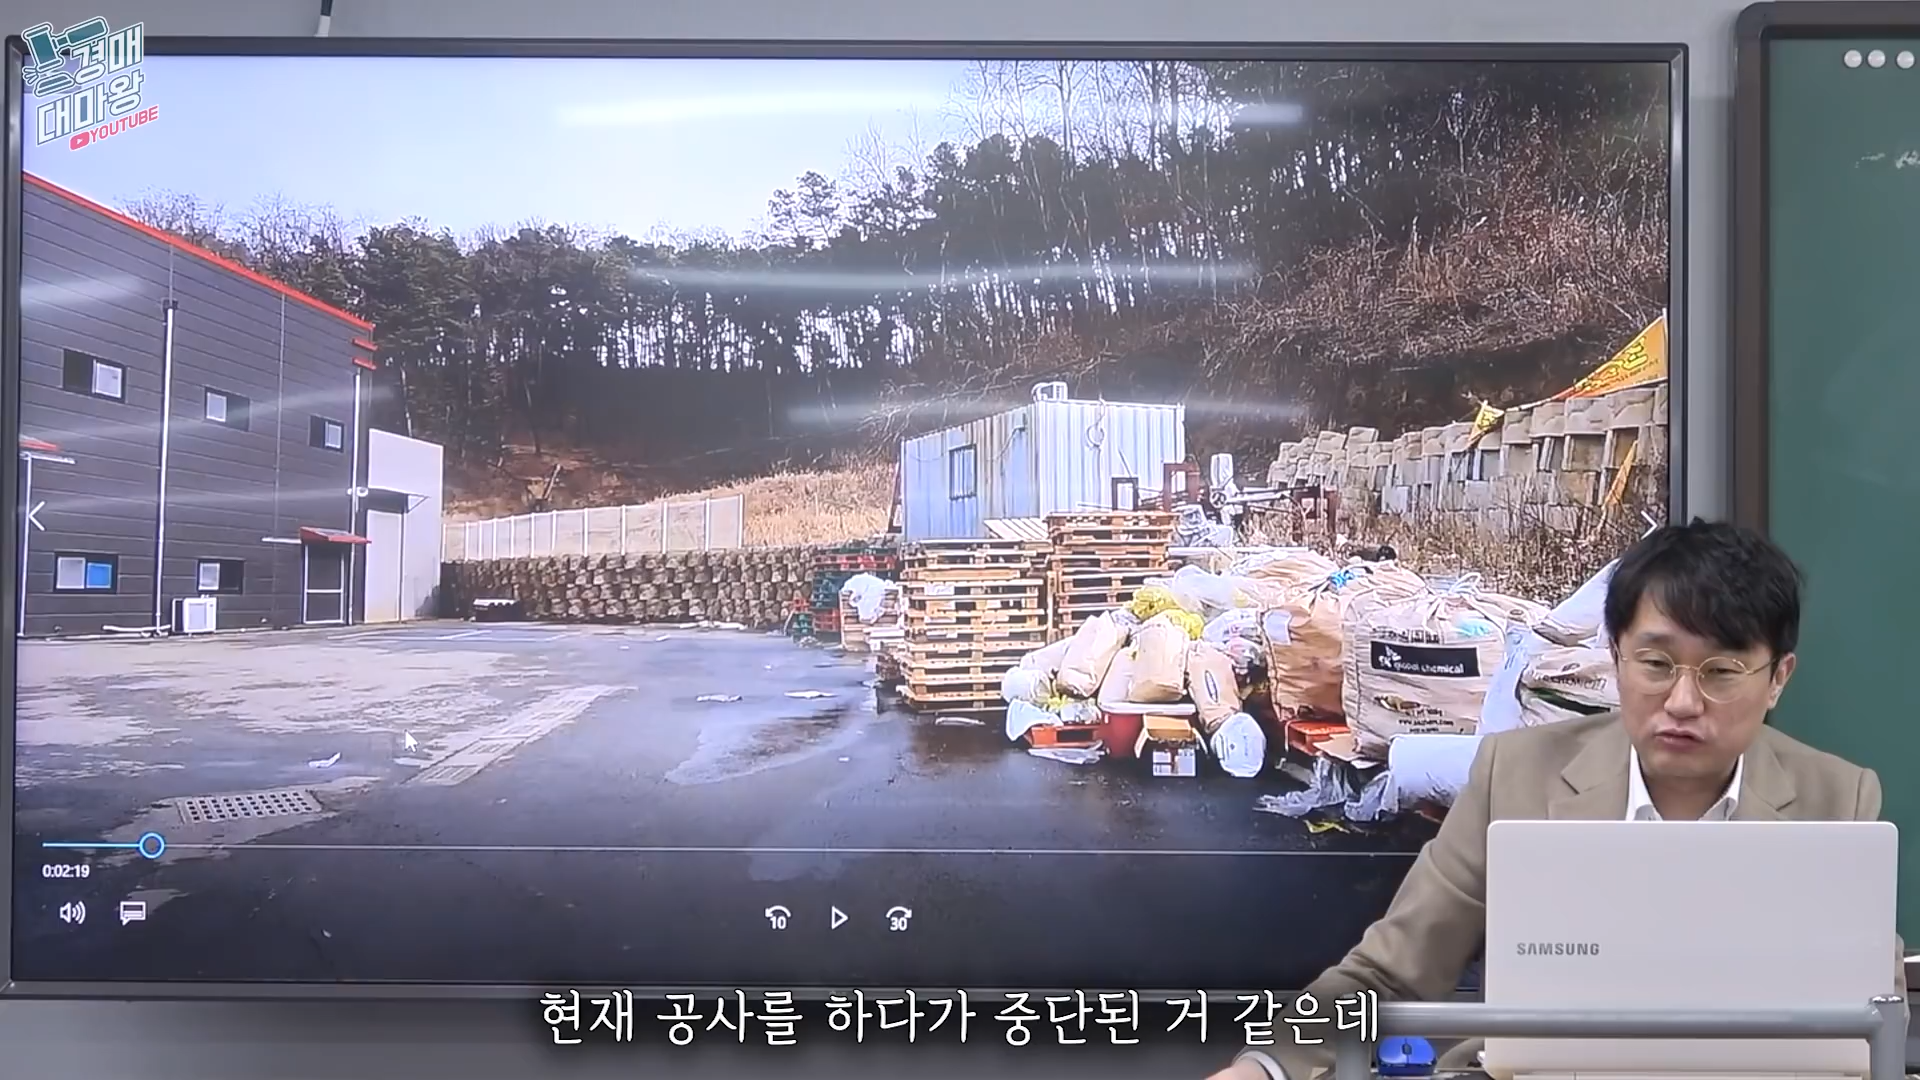 경매
대마왕
YOUTUBE
global chemical
0:02:19
10
30
SAMSUNG
현재 공사를 하다가 중단된 거 같은데